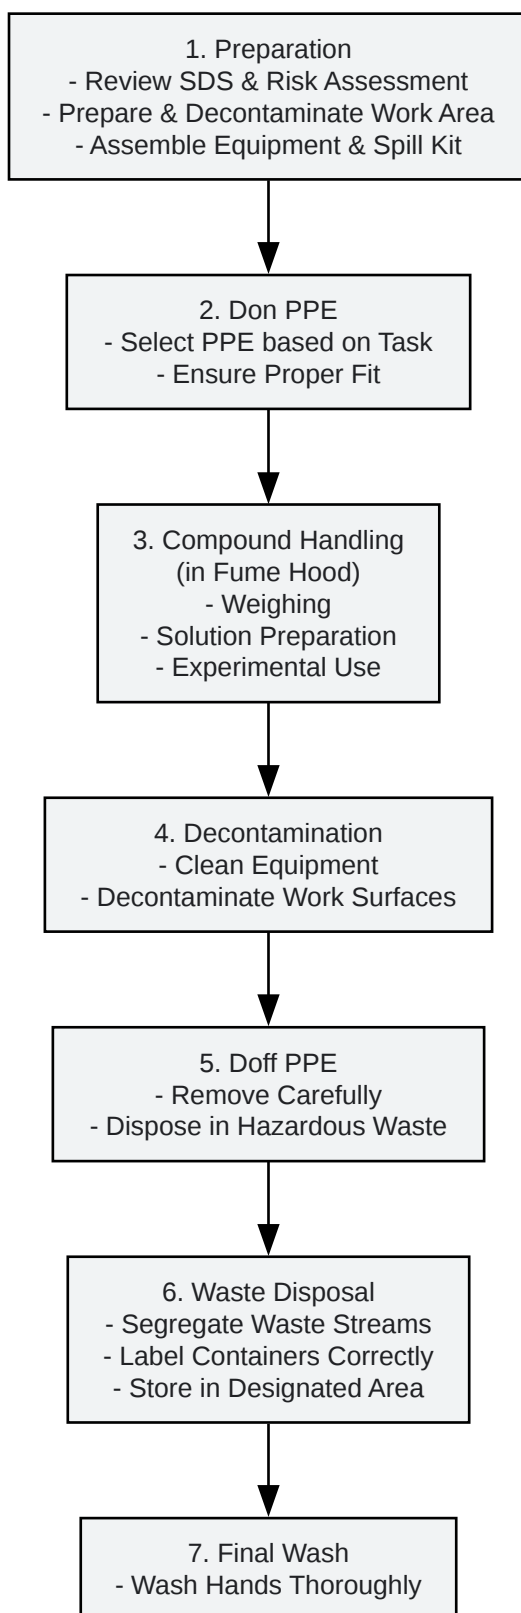 1. Preparation
- Review SDS & Risk Assessment
- Prepare & Decontaminate Work Area
- Assemble Equipment & Spill Kit
2. Don PPE
- Select PPE based on Task
- Ensure Proper Fit
3. Compound Handling
(in Fume Hood)
- Weighing
- Solution Preparation
- Experimental Use
4. Decontamination
- Clean Equipment
- Decontaminate Work Surfaces
5. Doff PPE
- Remove Carefully
- Dispose in Hazardous Waste
6. Waste Disposal
- Segregate Waste Streams
- Label Containers Correctly
- Store in Designated Area
7. Final Wash
- Wash Hands Thoroughly